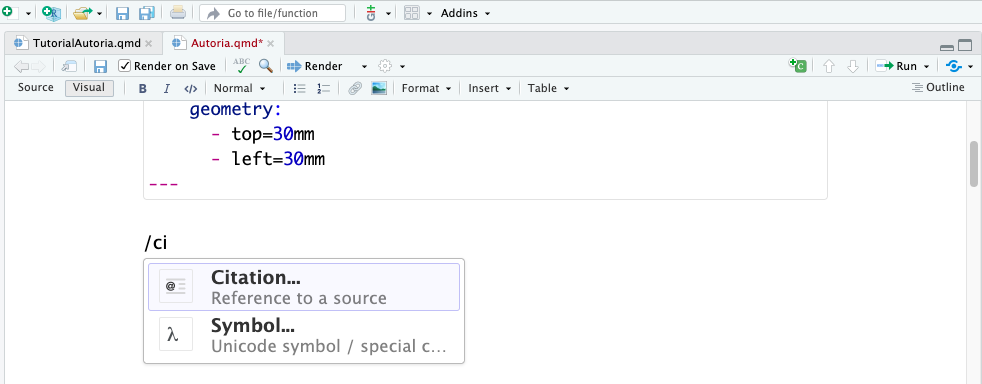 Go to file/function
Addins
TutorialAutoria.qmd
Autoria.qmd*
Render on Save
ABC
Render
Run
Source
Visual
B
I
</>
Normal
Format
Insert
Table
Outline
geometry:
- top=30mm
- left=30mm
---
/ci
@
Citation...
Reference to a source
λ
Symbol...
Unicode symbol / special c...